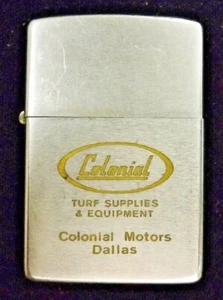 Colonial
TURF SUPPLIES
& EQUIPMENT
Colonial Motors
Dallas